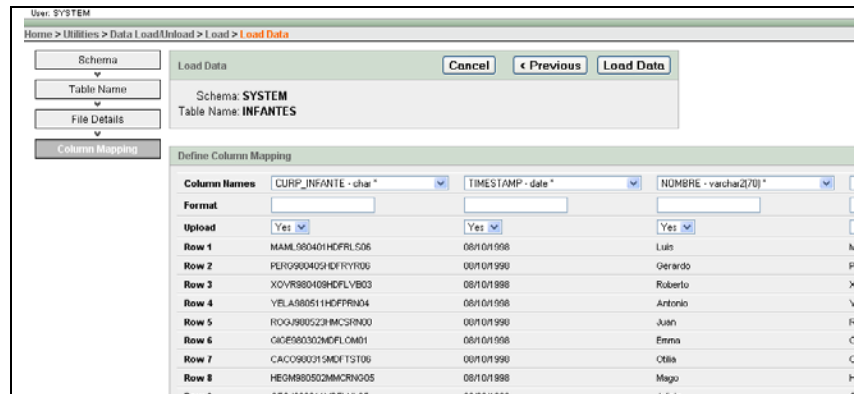 User: SYSTEM
Home > Utilities > Data Load/Unload > Load > Load Data
Schema
Table Name
File Details
Column Mapping
Load Data Cancel < Previous Load Data
Schema: SYSTEM
Table Name: INFANTES
Define Column Mapping
Column Names CURP_INFANTE - char * TIMESTAMP - date * NOMBRE - varchar2(70) *
Format
Upload Yes Yes Yes
Row 1 MAML980401HDFRLS06 08/10/1998 Luis
Row 2 PERG980405HDFRYR06 08/10/1998 Gerardo
Row 3 XOVR980409HDFLVB03 08/10/1998 Roberto
Row 4 YELA980511HDFPRN04 08/10/1998 Antonio
Row 5 ROGJ980523HMCSRN00 08/10/1998 Juan
Row 6 GIGE980302MDFLOM01 08/10/1998 Emma
Row 7 CACO980315MDFTST06 08/10/1998 Otilia
Row 8 HEGM980502MMCRNG05 08/10/1998 Mago